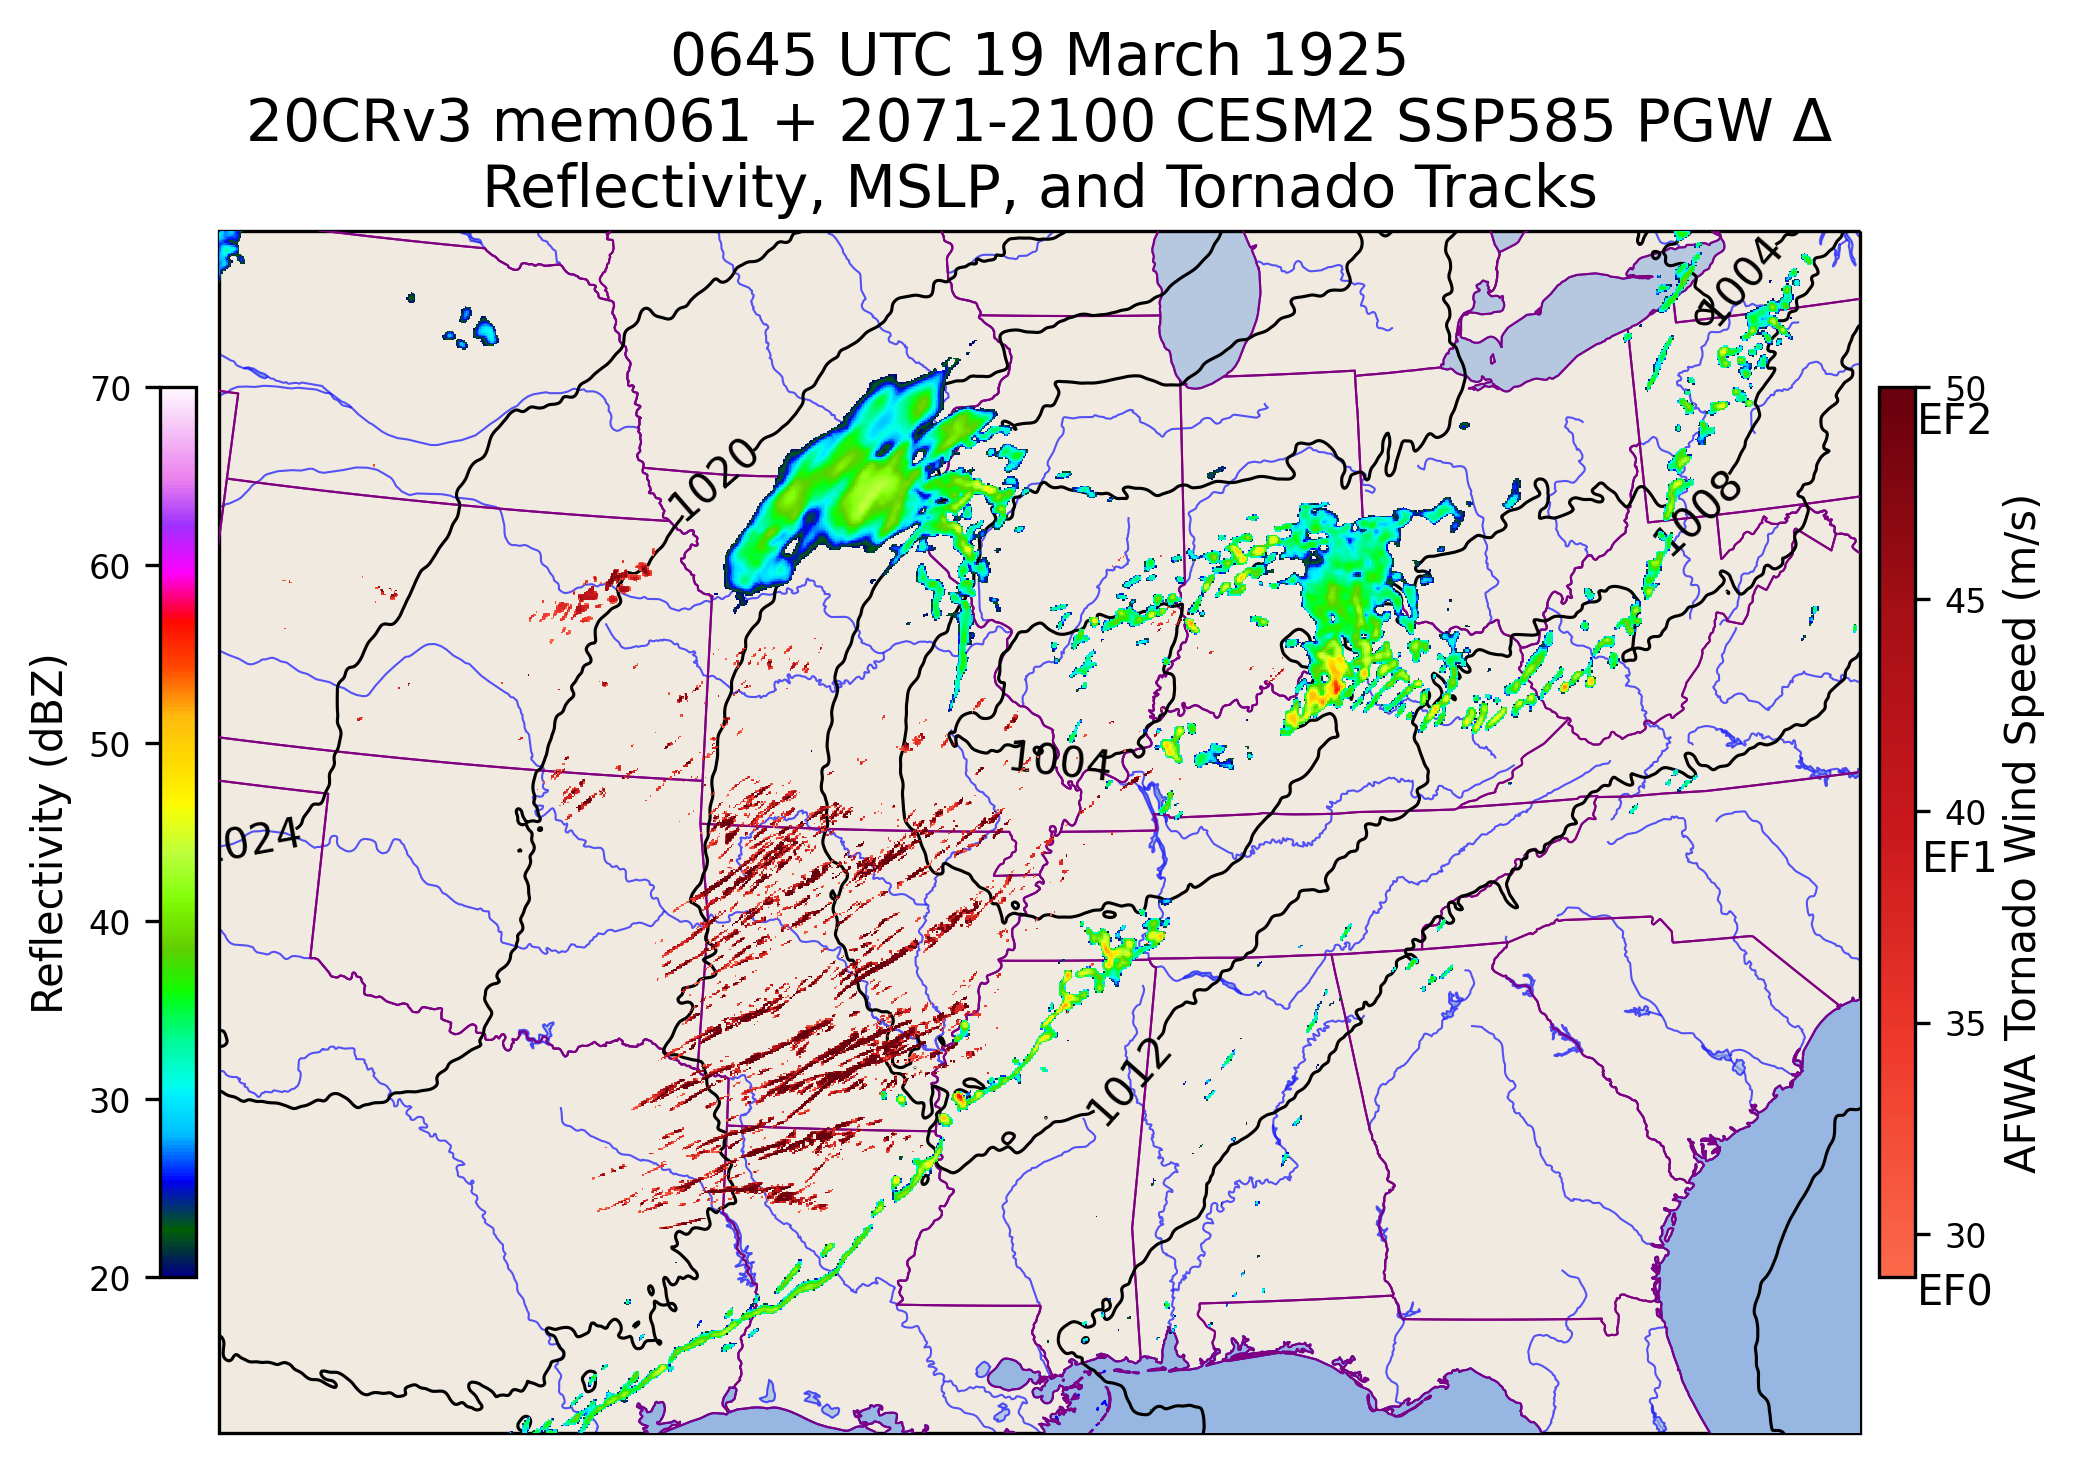 0645 UTC 19 March 1925
20CRv3 mem061 + 2071-2100 CESM2 SSP585 PGW Δ
Reflectivity, MSLP, and Tornado Tracks
Reflectivity (dBZ)
70
60
50
40
30
20
1004
1020
1008
1004
1024
1012
50
EF2
45
40
EF1
35
30
EF0
AFWA Tornado Wind Speed (m/s)